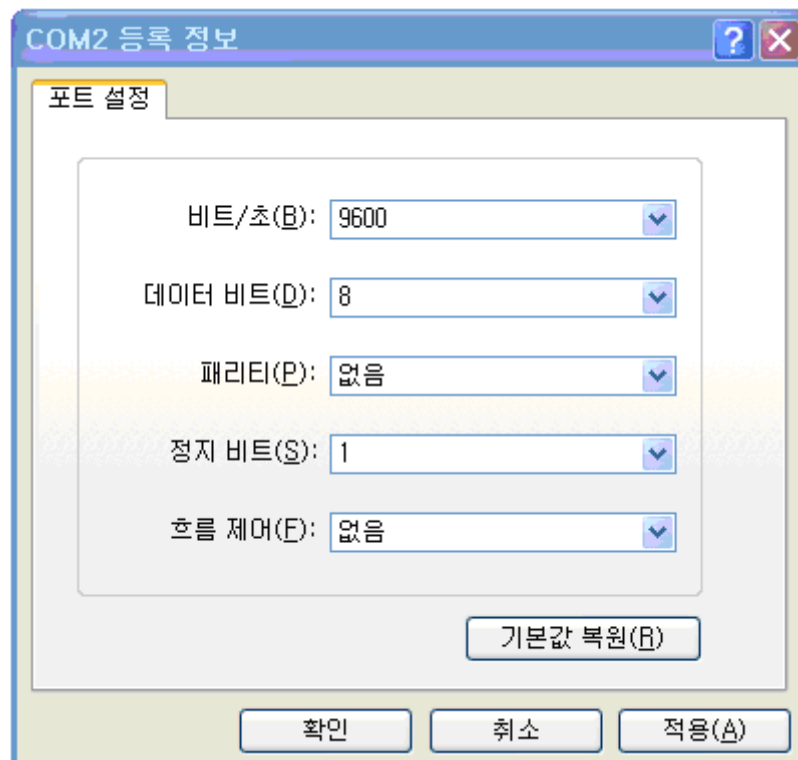 COM2 등록 정보
포트 설정
비트/초(B): 9600
데이터 비트(D): 8
패리티(P): 없음
정지 비트(S): 1
흐름 제어(F): 없음
기본값 복원(R)
확인 취소 적용(A)